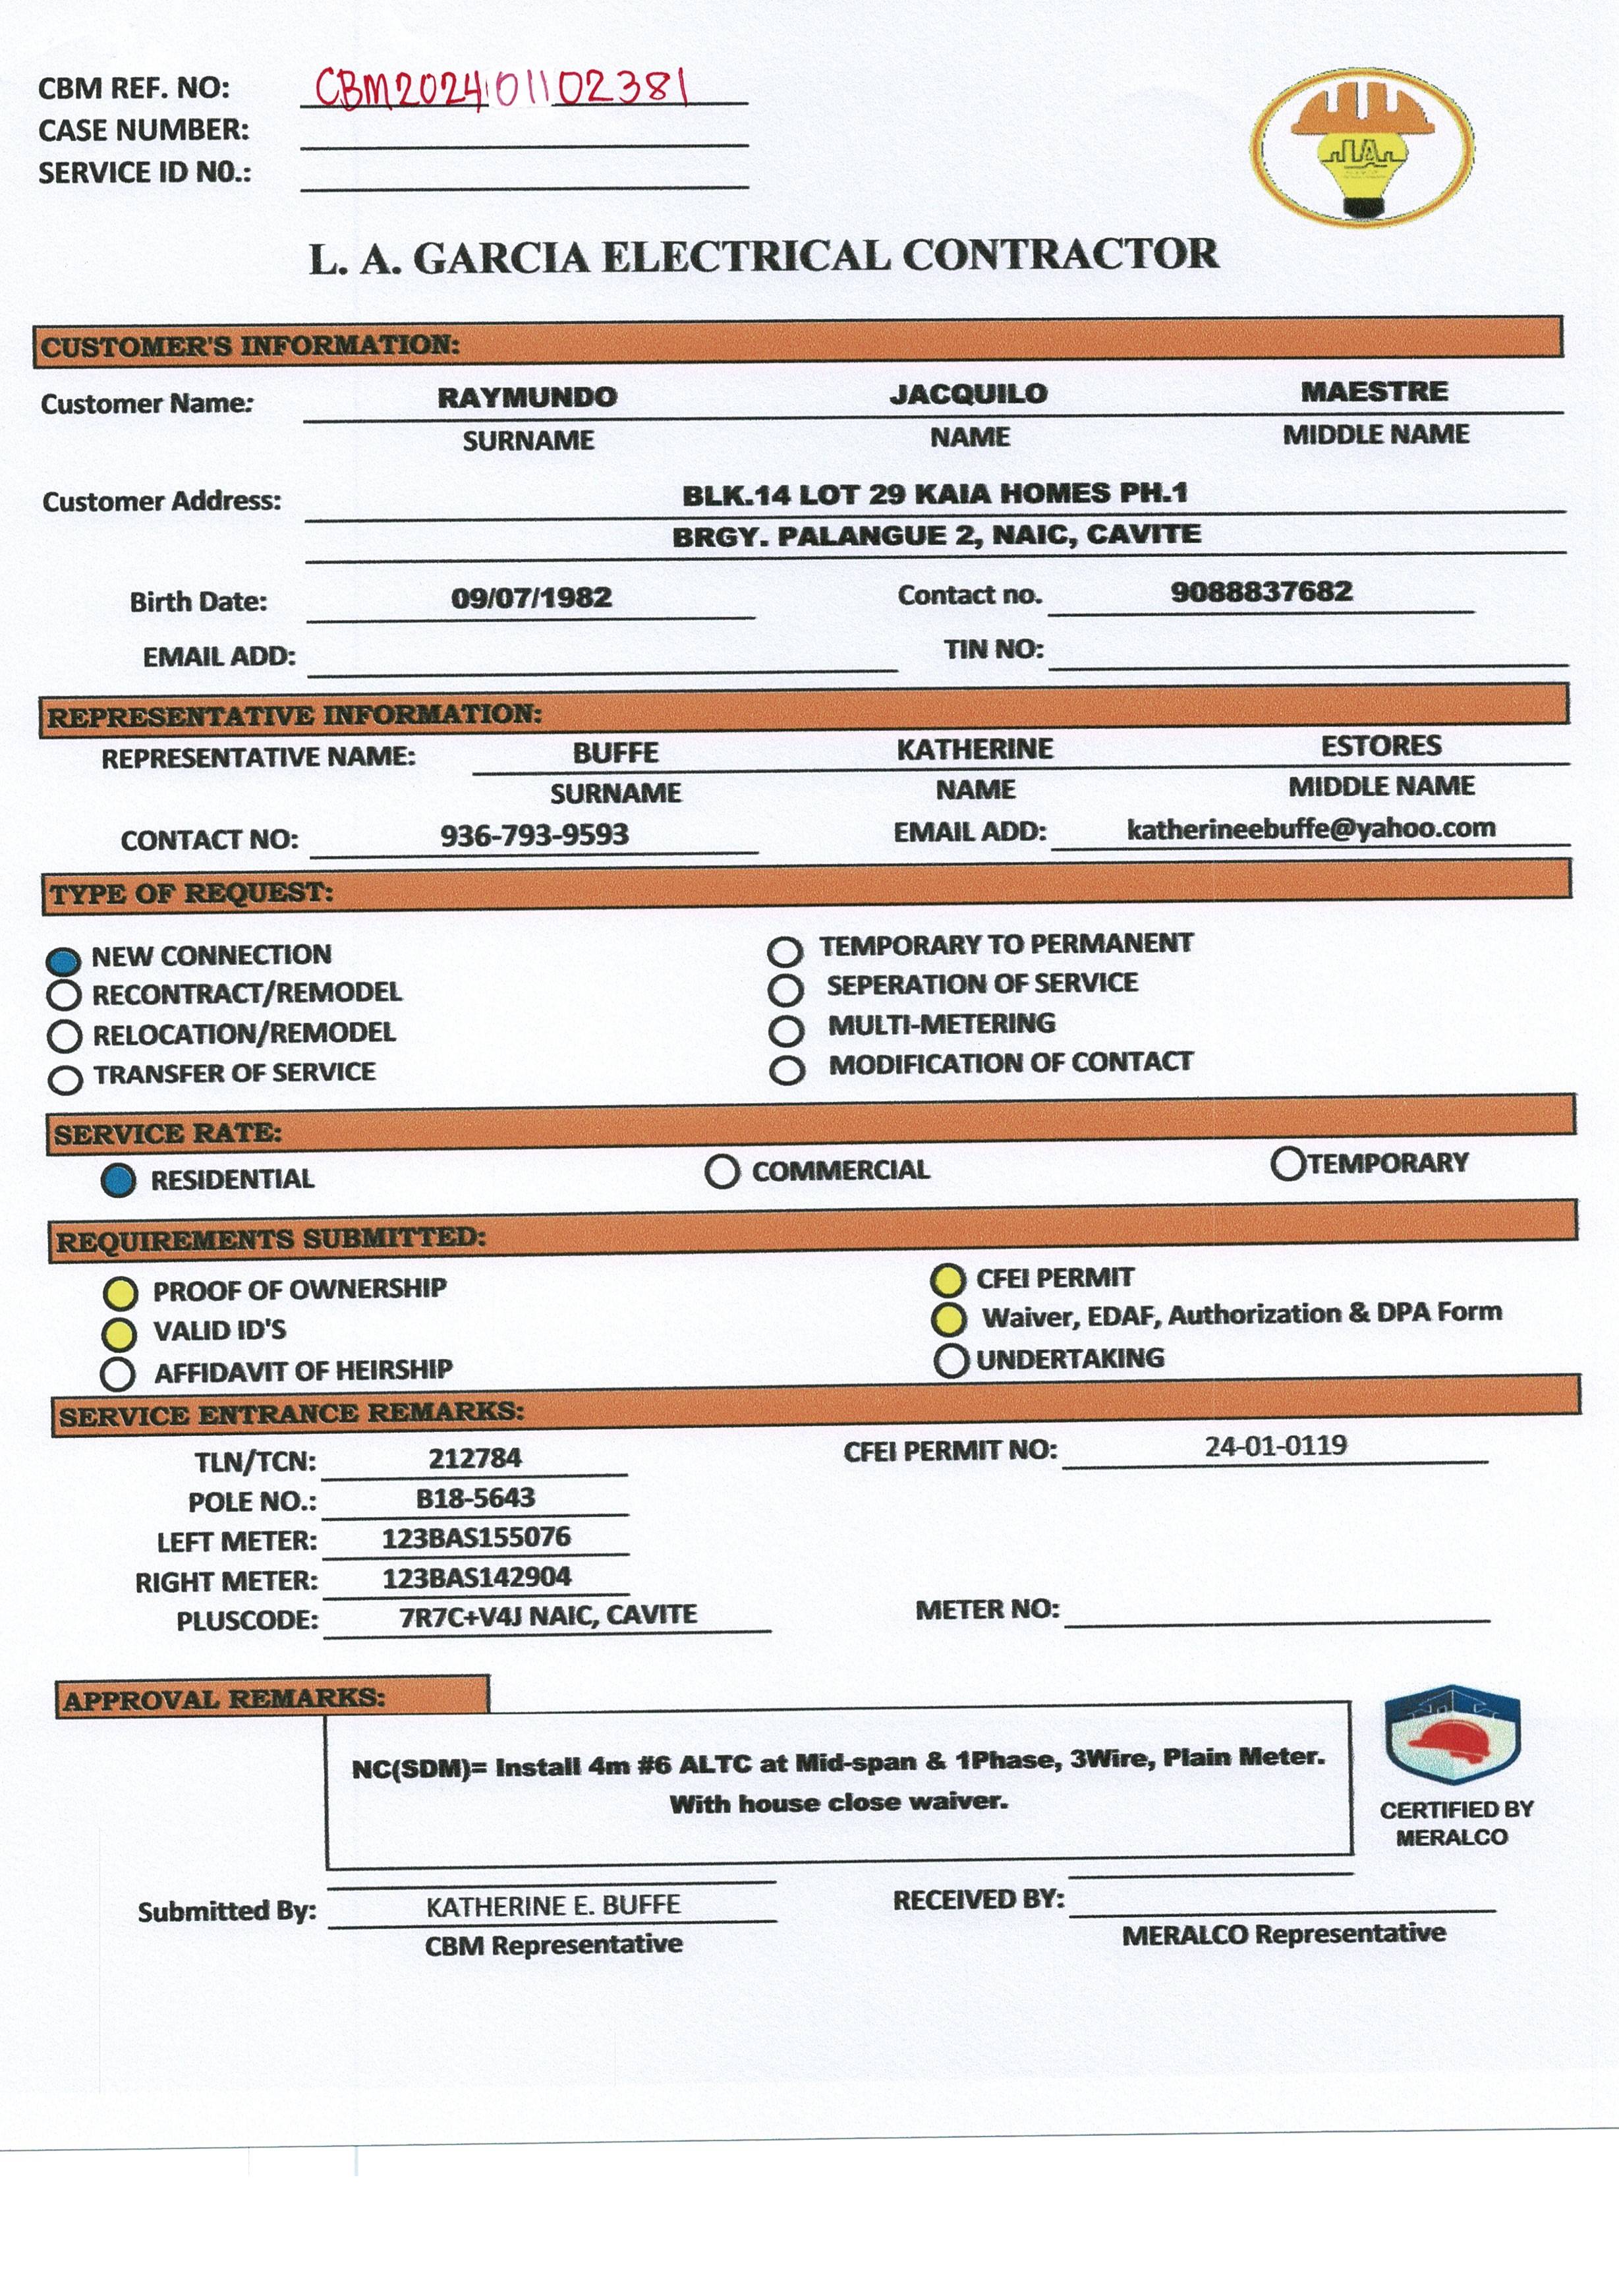 CBM REF. NO: CBM202401102381
CASE NUMBER:
SERVICE ID N0.:
L. A. GARCIA ELECTRICAL CONTRACTOR
CUSTOMER'S INFORMATION:
Customer Name: RAYMUNDO JACQUILO MAESTRE
SURNAME NAME MIDDLE NAME
Customer Address: BLK.14 LOT 29 KAIA HOMES PH.1
BRGY. PALANGUE 2, NAIC, CAVITE
Birth Date: 09/07/1982 Contact no. 9088837682
EMAIL ADD: TIN NO:
REPRESENTATIVE INFORMATION:
REPRESENTATIVE NAME: BUFFE KATHERINE ESTORES
SURNAME NAME MIDDLE NAME
CONTACT NO: 936-793-9593 EMAIL ADD: katherineebuffe@yahoo.com
TYPE OF REQUEST:
NEW CONNECTION TEMPORARY TO PERMANENT
RECONTRACT/REMODEL SEPERATION OF SERVICE
RELOCATION/REMODEL MULTI-METERING
TRANSFER OF SERVICE MODIFICATION OF CONTACT
SERVICE RATE:
RESIDENTIAL COMMERCIAL TEMPORARY
REQUIREMENTS SUBMITTED:
PROOF OF OWNERSHIP CFEI PERMIT
VALID ID'S Waiver, EDAF, Authorization & DPA Form
AFFIDAVIT OF HEIRSHIP UNDERTAKING
SERVICE ENTRANCE REMARKS:
TLN/TCN: 212784 CFEI PERMIT NO: 24-01-0119
POLE NO.: B18-5643
LEFT METER: 123BAS155076
RIGHT METER: 123BAS142904
PLUSCODE: 7R7C+V4J NAIC, CAVITE METER NO:
APPROVAL REMARKS:
NC(SDM)= Install 4m #6 ALTC at Mid-span & 1Phase, 3Wire, Plain Meter.
With house close waiver.
CERTIFIED BY
MERALCO
Submitted By: KATHERINE E. BUFFE RECEIVED BY:
CBM Representative MERALCO Representative